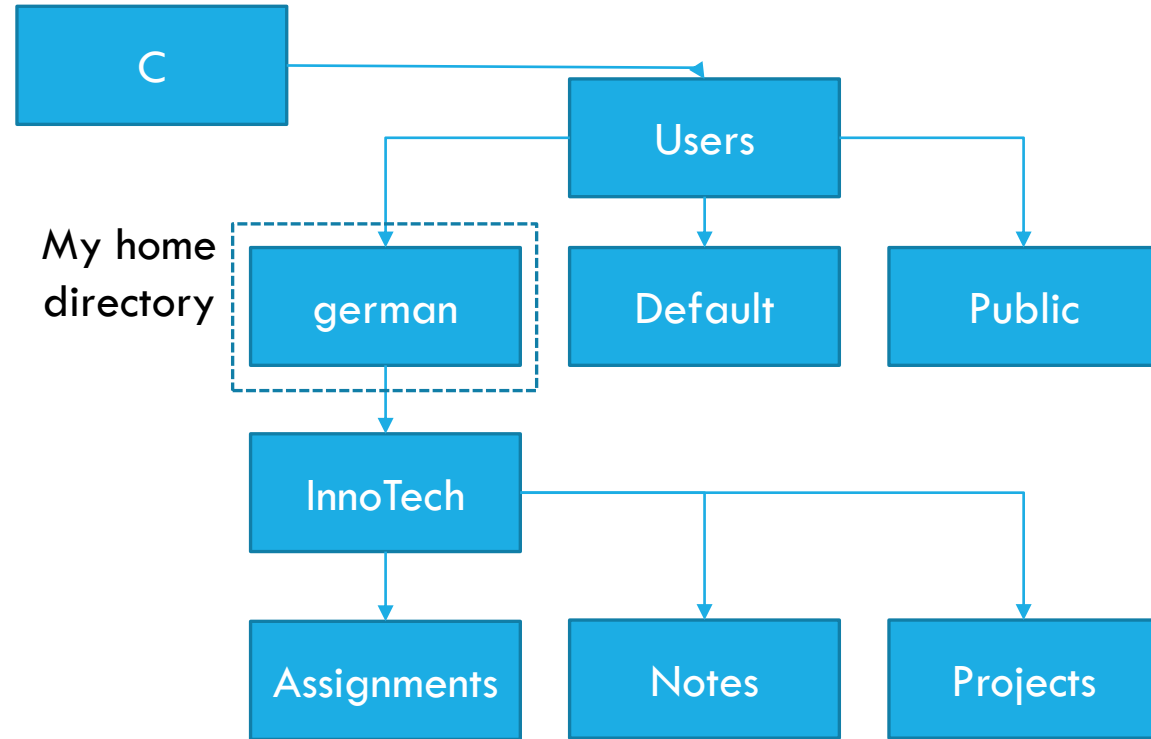 C
Users
My home
directory
german
Default
Public
InnoTech
Assignments
Notes
Projects